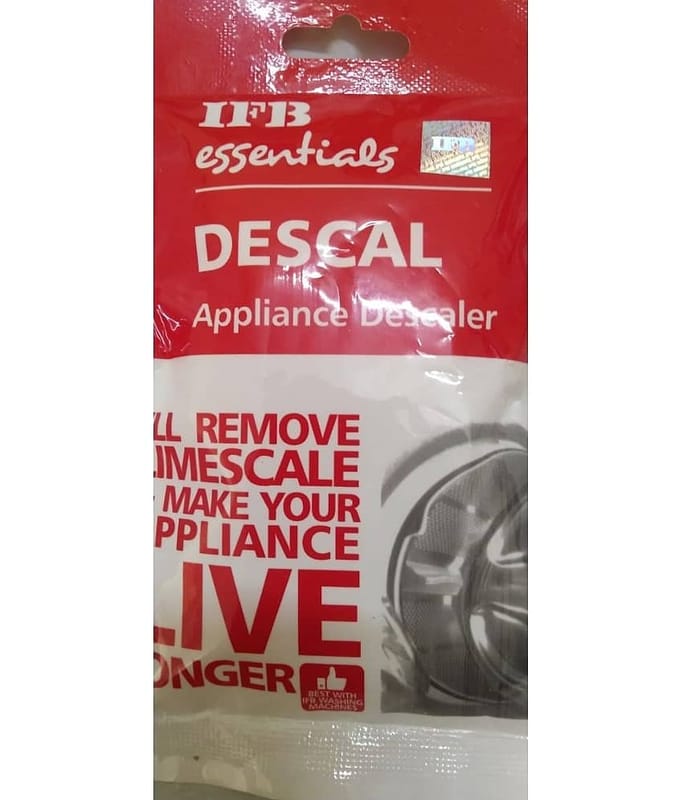 IFB
essentials
DESCAL
Appliance Descaler
'LL REMOVE
LIMESCALE
MAKE YOUR
PPLIANCE
LIVE
ONGER
BEST WITH
IFB WASHING
MACHINES